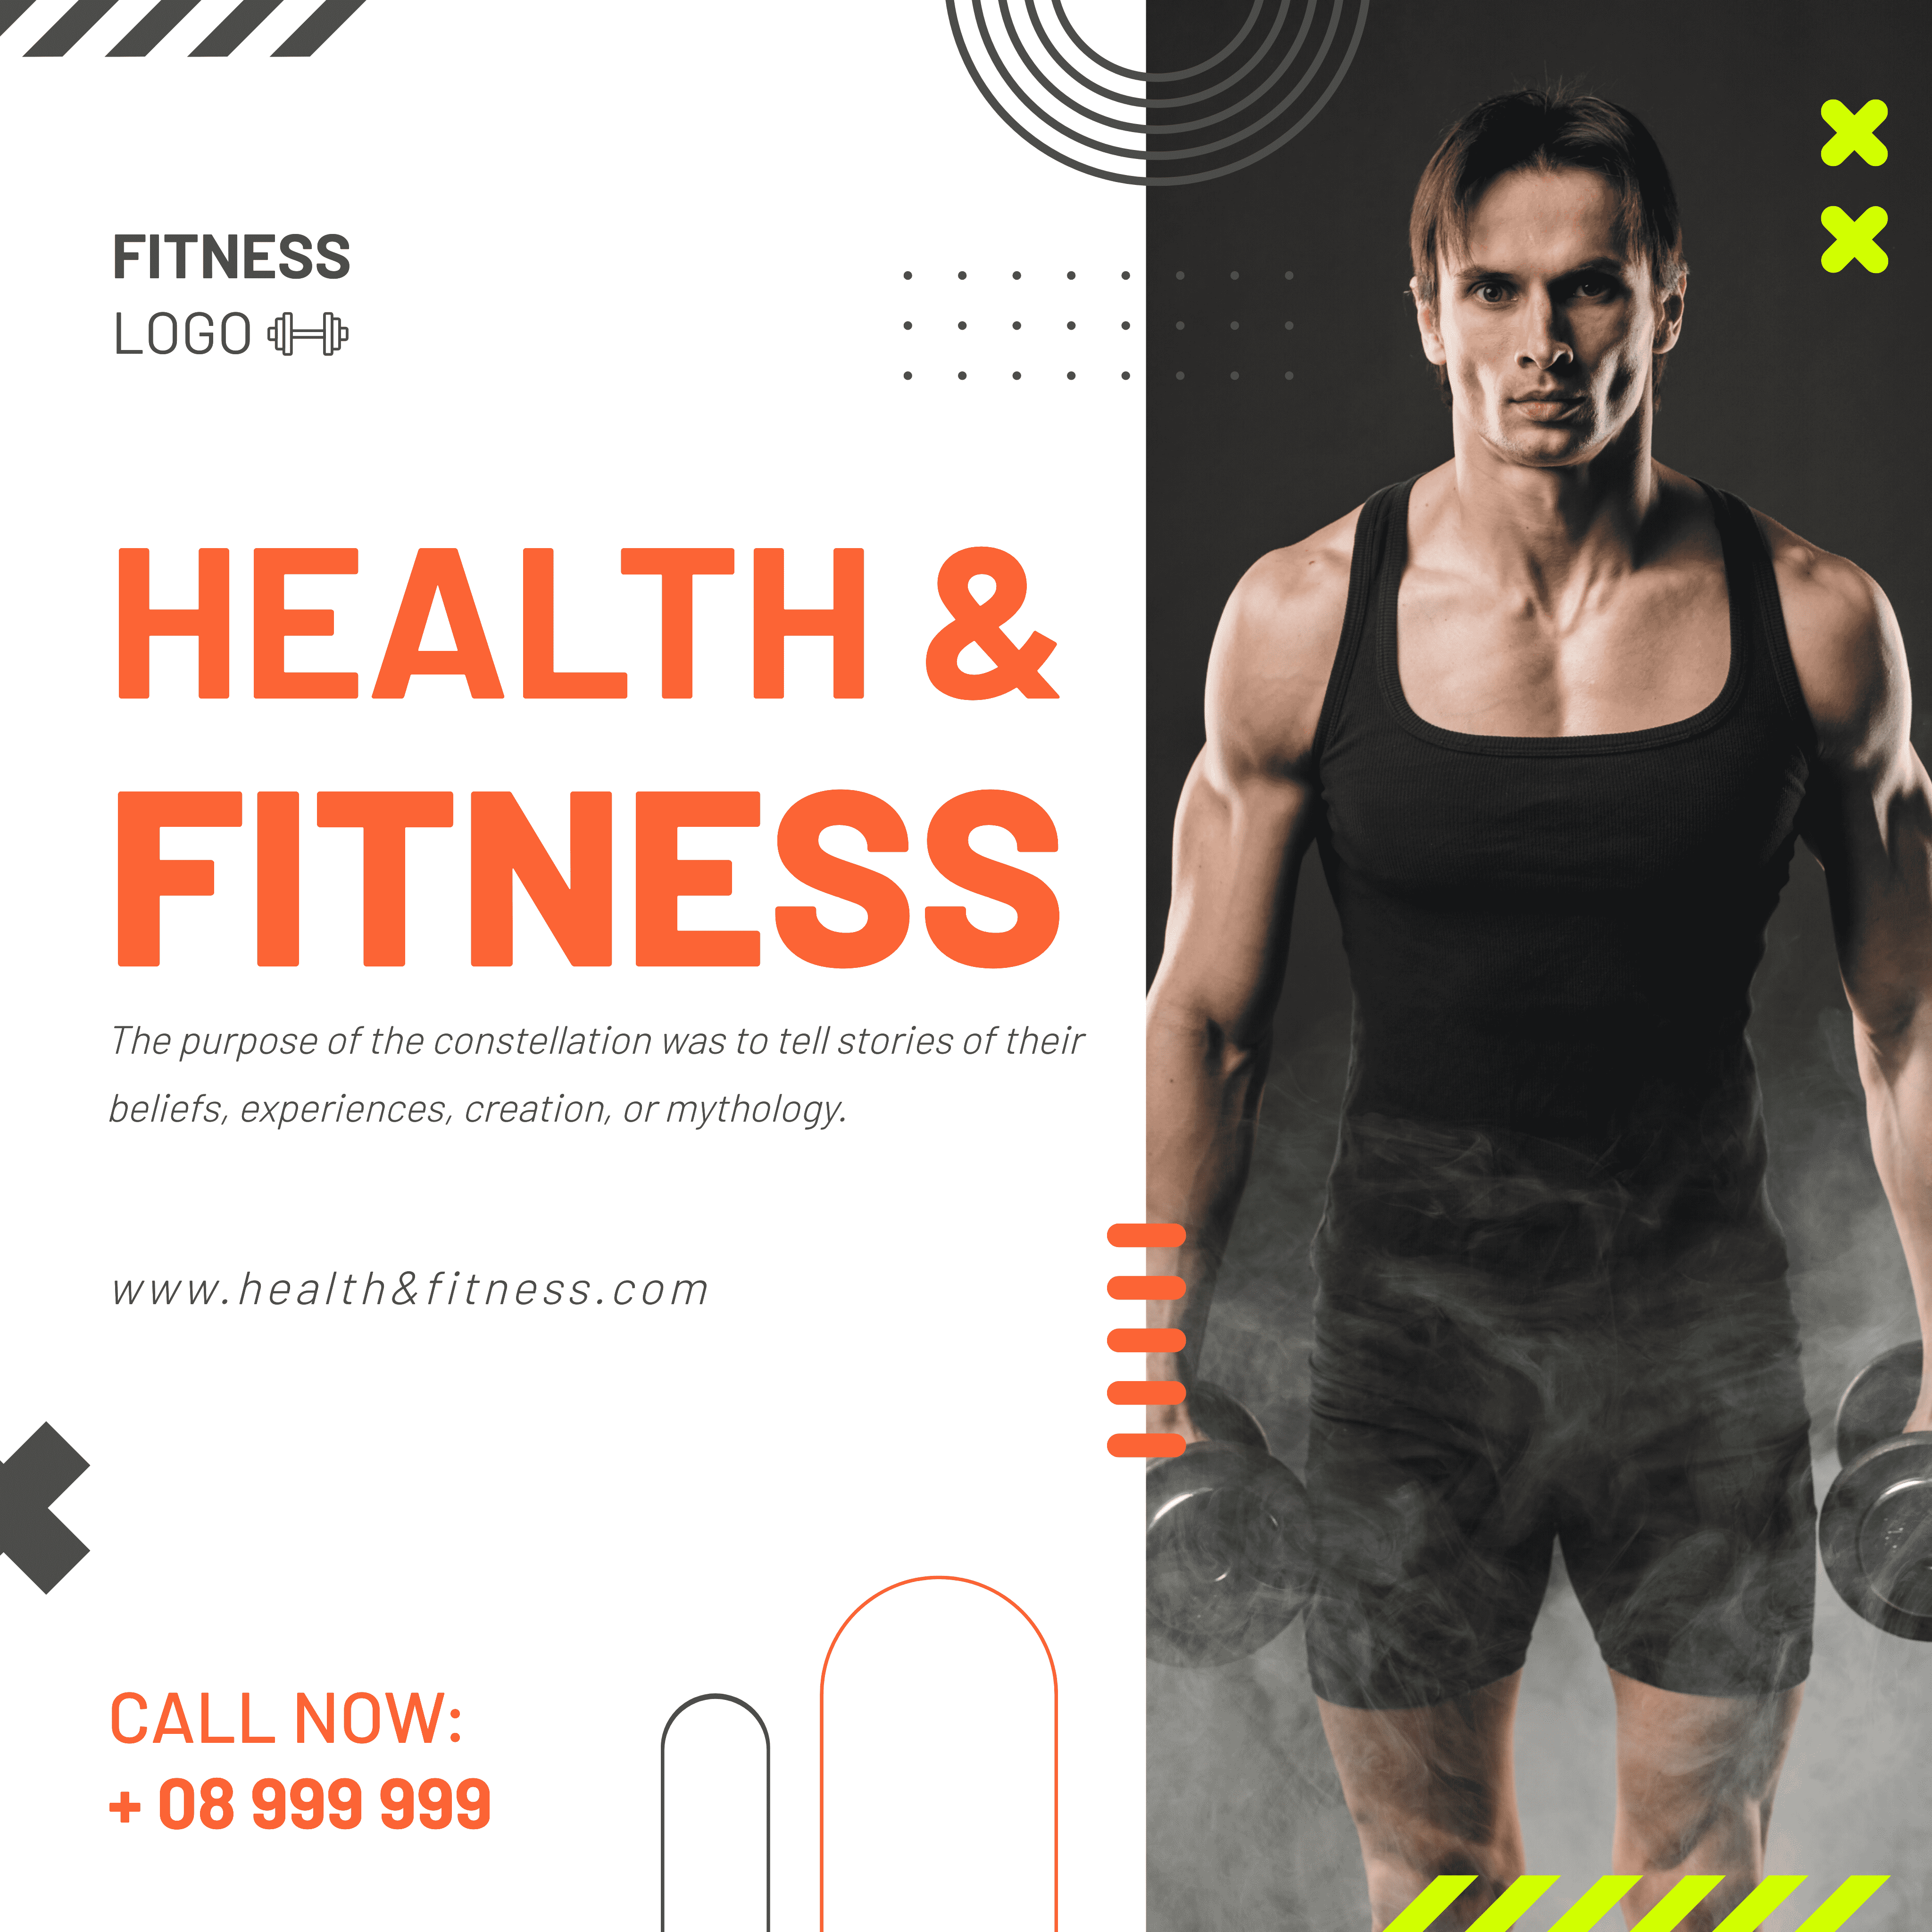 FITNESS
LOGO
HEALTH &
FITNESS
The purpose of the constellation was to tell stories of their
beliefs, experiences, creation, or mythology.
www.health&fitness.com
CALL NOW:
+ 08 999 999